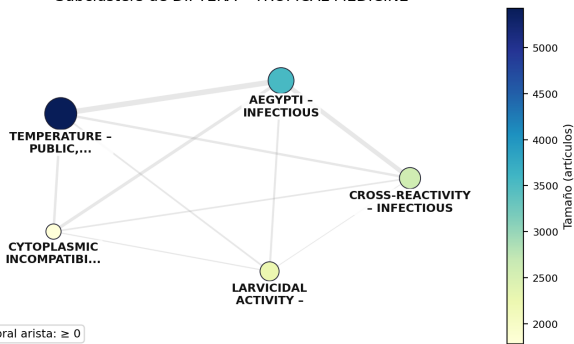 AEGYPTI –
INFECTIOUS
TEMPERATURE –
PUBLIC,...
CROSS-REACTIVITY
– INFECTIOUS
CYTOPLASMIC
INCOMPATIBI...
LARVICIDAL
ACTIVITY –
arista: ≥ 0
5000
4500
4000
3500
3000
2500
2000
Tamaño (artículos)